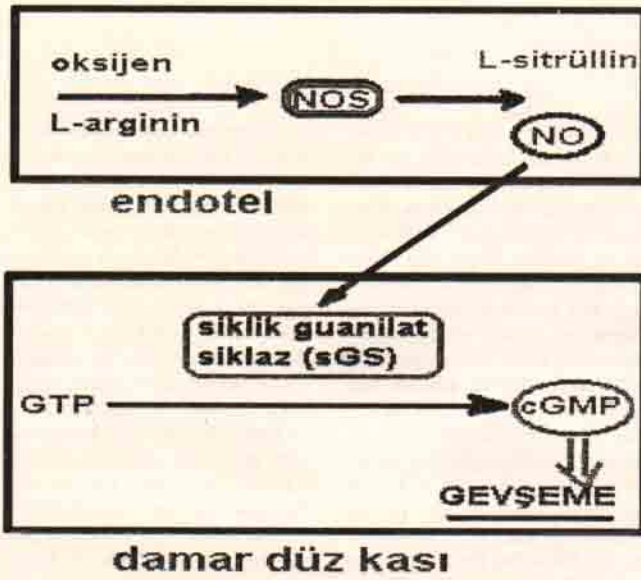 oksijen
L-arginin
NOS
L-sitrüllin
NO
endotel
siklik guanilat
siklaz (sGS)
GTP
cGMP
GEVŞEME
damar düz kası